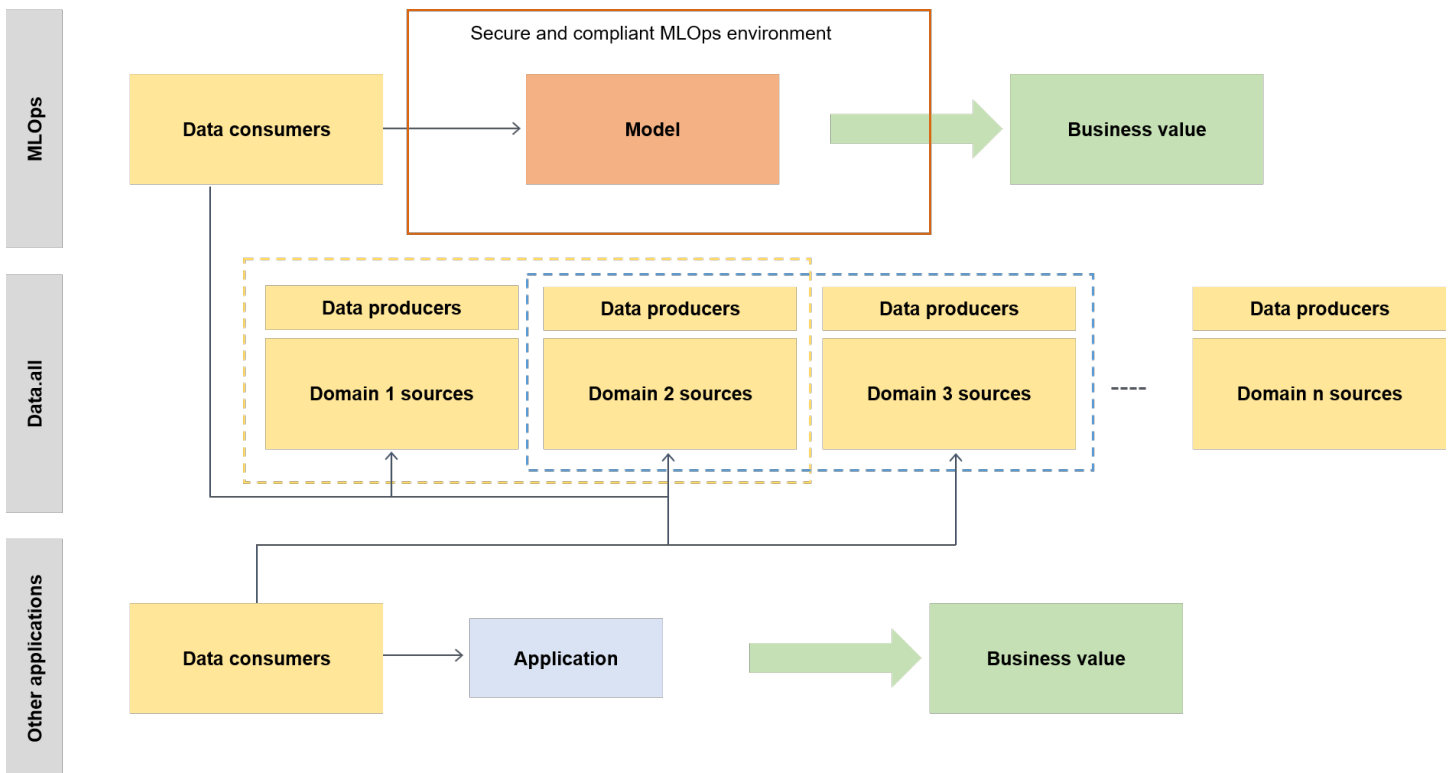 MLOps
Secure and compliant MLOps environment
Data consumers
Model
Business value
Data.all
Data producers
Data producers
Data producers
Data producers
Domain 1 sources
Domain 2 sources
Domain 3 sources
Domain n sources
Other applications
Data consumers
Application
Business value